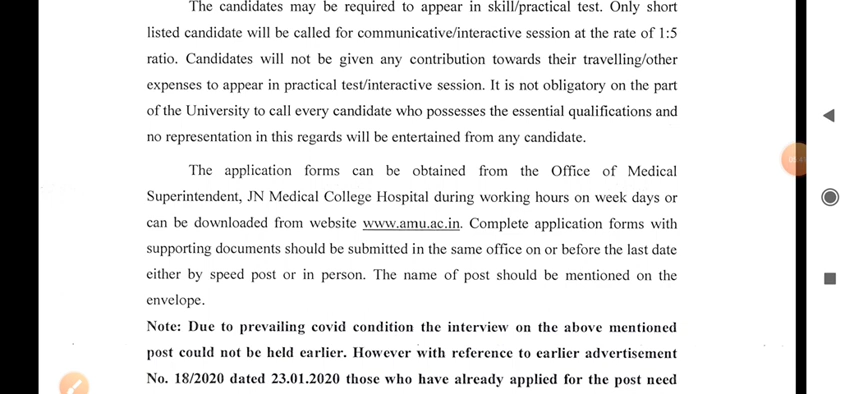 The candidates may be required to appear in skill/practical test. Only short
listed candidate will be called for communicative/interactive session at the rate of 1:5
ratio. Candidates will not be given any contribution towards their travelling/other
expenses to appear in practical test/interactive session. It is not obligatory on the part
of the University to call every candidate who possesses the essential qualifications and
no representation in this regards will be entertained from any candidate.
The application forms can be obtained from the Office of Medical
Superintendent, JN Medical College Hospital during working hours on week days or
can be downloaded from website www.amu.ac.in. Complete application forms with
supporting documents should be submitted in the same office on or before the last date
either by speed post or in person. The name of post should be mentioned on the
envelope.
Note: Due to prevailing covid condition the interview on the above mentioned
post could not be held earlier. However with reference to earlier advertisement
No. 18/2020 dated 23.01.2020 those who have already applied for the post need